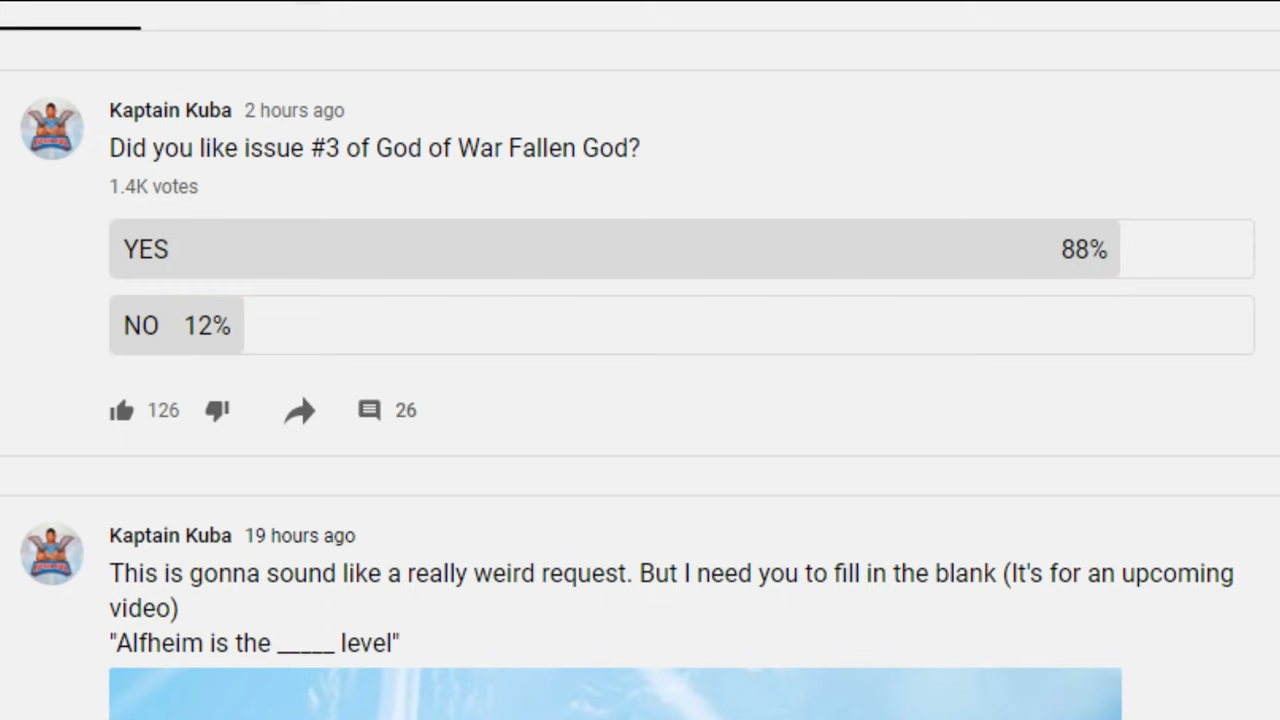 Kaptain Kuba 2 hours ago
Did you like issue #3 of God of War Fallen God?
1.4K votes
YES 88%
NO 12%
126 26
Kaptain Kuba 19 hours ago
This is gonna sound like a really weird request. But I need you to fill in the blank (It's for an upcoming
video)
"Alfheim is the _____ level"